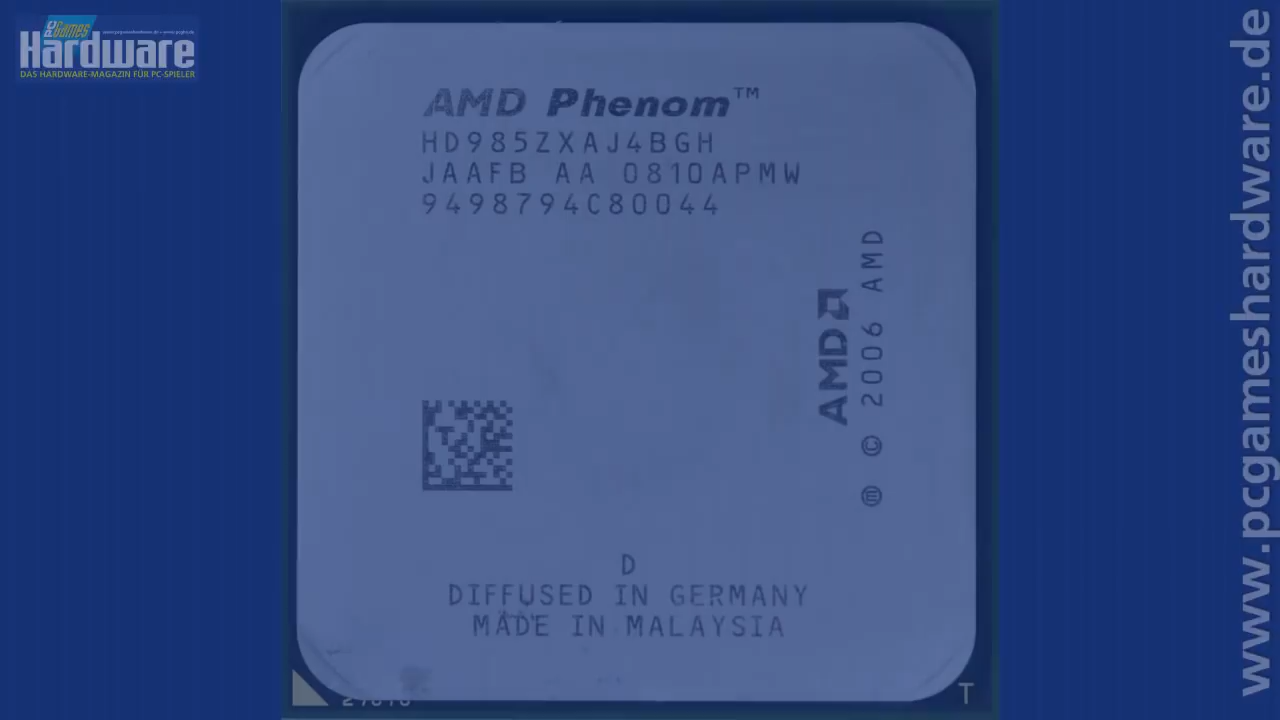 PC Games
Hardware
DAS HARDWARE-MAGAZIN FÜR PC-SPIELER
AMD Phenom™
HD985ZXAJ4BGH
JAAFB AA 0810APMW
9498794C80044
AMD
ⓜ © 2006 AMD
D
DIFFUSED IN GERMANY
MADE IN MALAYSIA
T
www.pcgameshardware.de